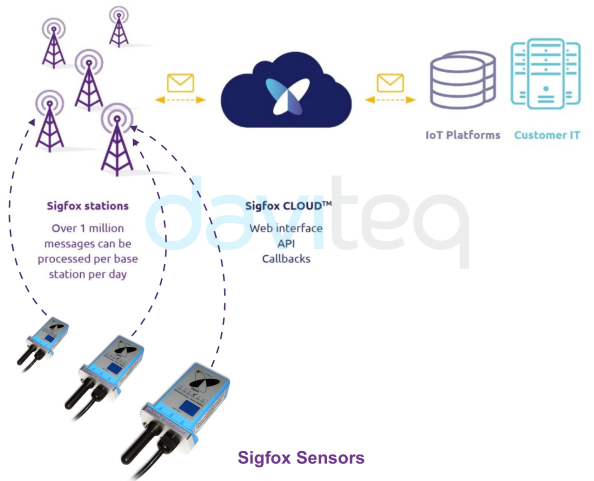 IoT Platforms
Customer IT
Sigfox stations
Over 1 million
messages can be
processed per base
station per day
Sigfox CLOUD™
Web interface
API
Callbacks
daviteq
Sigfox Sensors